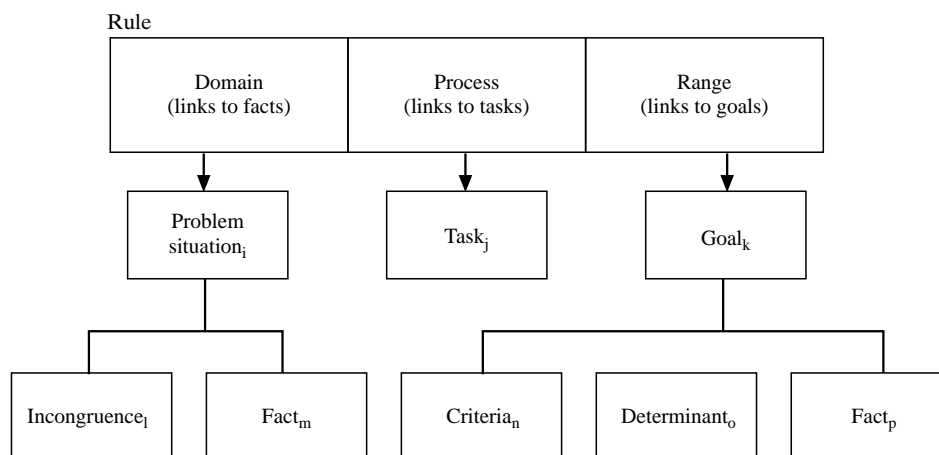 Rule
Domain
(links to facts)
Process
(links to tasks)
Range
(links to goals)
Problem
situationᵢ
Taskⱼ
Goalₖ
Incongruenceₗ
Factₘ
Criteriaₙ
Determinantₒ
Factₚ